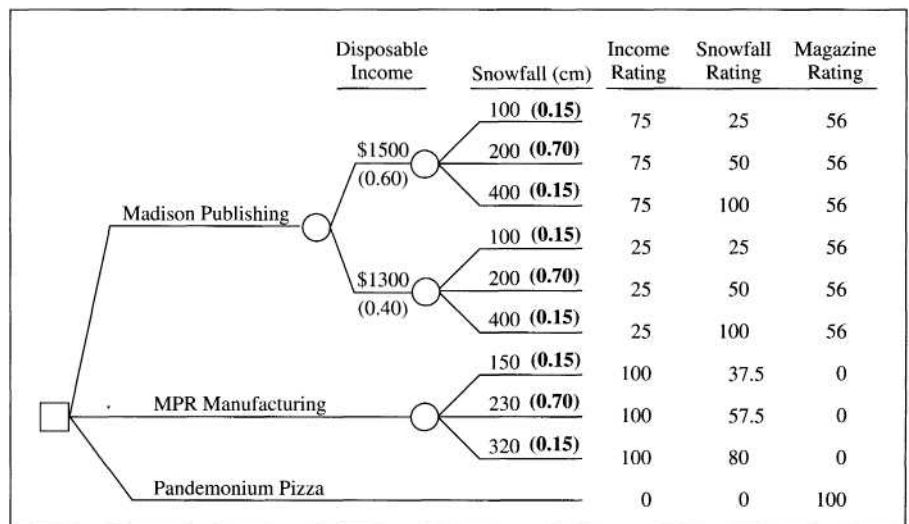 Disposable Income Snowfall (cm) Income Rating Snowfall Rating Magazine Rating
100 (0.15) 75 25 56
$1500 (0.60) 200 (0.70) 75 50 56
400 (0.15) 75 100 56
Madison Publishing
100 (0.15) 25 25 56
$1300 (0.40) 200 (0.70) 25 50 56
400 (0.15) 25 100 56
150 (0.15) 100 37.5 0
MPR Manufacturing 230 (0.70) 100 57.5 0
320 (0.15) 100 80 0
Pandemonium Pizza 0 0 100